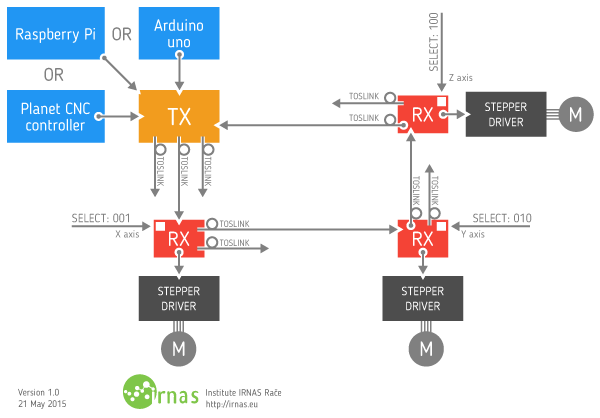 Raspberry Pi
OR
Arduino
uno
OR
Planet CNC
controller
TX
TOSLINK
TOSLINK
TOSLINK
SELECT: 100
Z axis
TOSLINK
TOSLINK
RX
STEPPER
DRIVER
M
SELECT: 001
X axis
RX
TOSLINK
TOSLINK
TOSLINK
TOSLINK
RX
SELECT: 010
Y axis
STEPPER
DRIVER
M
STEPPER
DRIVER
M
Version 1.0
21 May 2015
irnas
Institute IRNAS Rače
http://irnas.eu